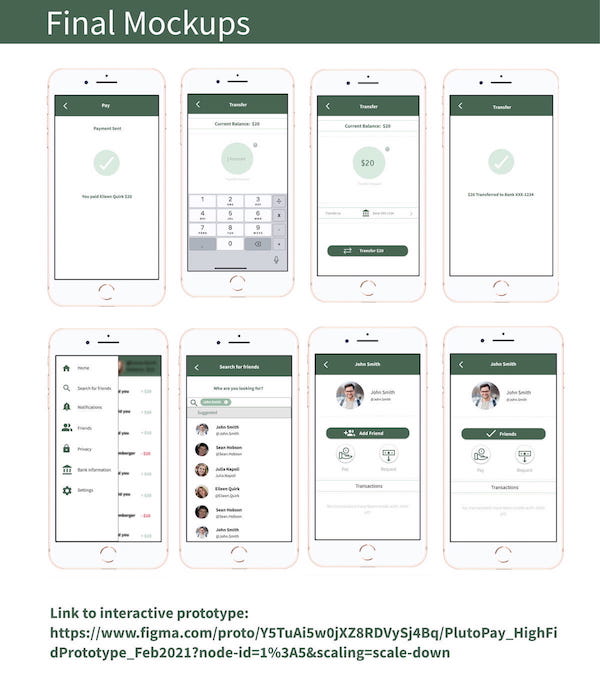 Final Mockups
Pay
Payment Sent
You paid Eileen Quirk $20
Transfer
Current Balance: $20
1 2 3 ÷
ABC DEF
4 5 6 x
GHI JKL MNO
7 8 9 -
PQRS TUV WXYZ
, 0 +
Transfer
Current Balance: $20
$20
Transfer $20
Transfer
$20 Transferred to Bank XXX-1234
Home
Search for friends
Notifications
Friends
Privacy
Bank information
Settings
Search for friends
Who are you looking for?
John Smith
Suggested
John Smith
@John.Smith
Sean Hobson
@Sean.Hobson
Julia Napoli
@Julia.Napoli
Eileen Quirk
@Eileen.Quirk
Sean Hobson
@Sean.Hobson
John Smith
@John.Smith
John Smith
John Smith
@John.Smith
Add Friend
Pay Request
Transactions
John Smith
John Smith
@John.Smith
Friends
Pay Request
Transactions
Link to interactive prototype:
https://www.figma.com/proto/Y5TuAi5w0jXZ8RDVySj4Bq/PlutoPay_HighFi
dPrototype_Feb2021?node-id=1%3A5&scaling=scale-down